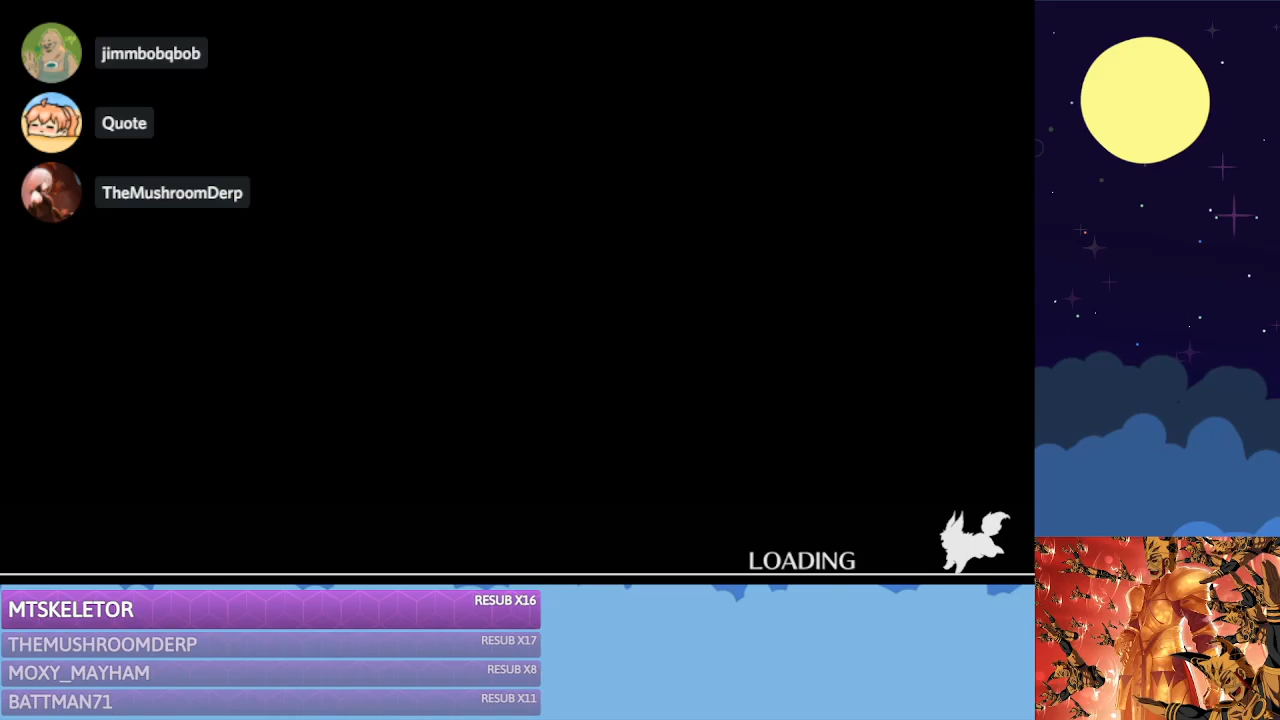 jimmbobqbob
Quote
TheMushroomDerp
LOADING
MTSKELETOR RESUB X16
THEMUSHROOMDERP RESUB X17
MOXY_MAYHAM RESUB X8
BATTMAN71 RESUB X11